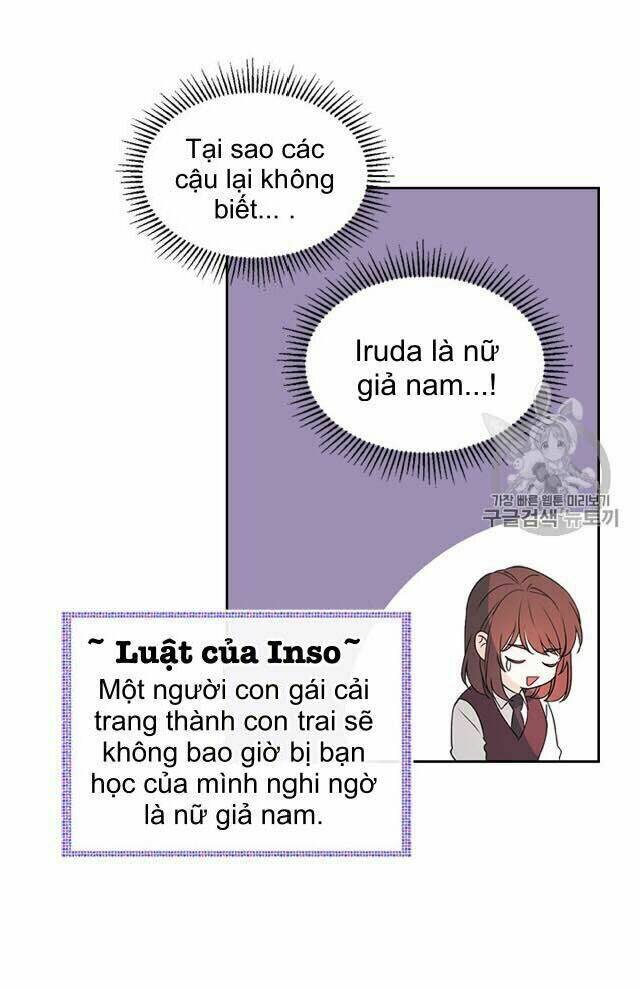 Tại sao các
cậu lại không
biết... .
Iruda là nữ
giả nam...!
가장 빠른 웹툰 미리보기
구글검색 뉴토끼
~ Luật của Inso~
Một người con gái cải
trang thành con trai sẽ
không bao giờ bị bạn
học của mình nghi ngờ
là nữ giả nam.